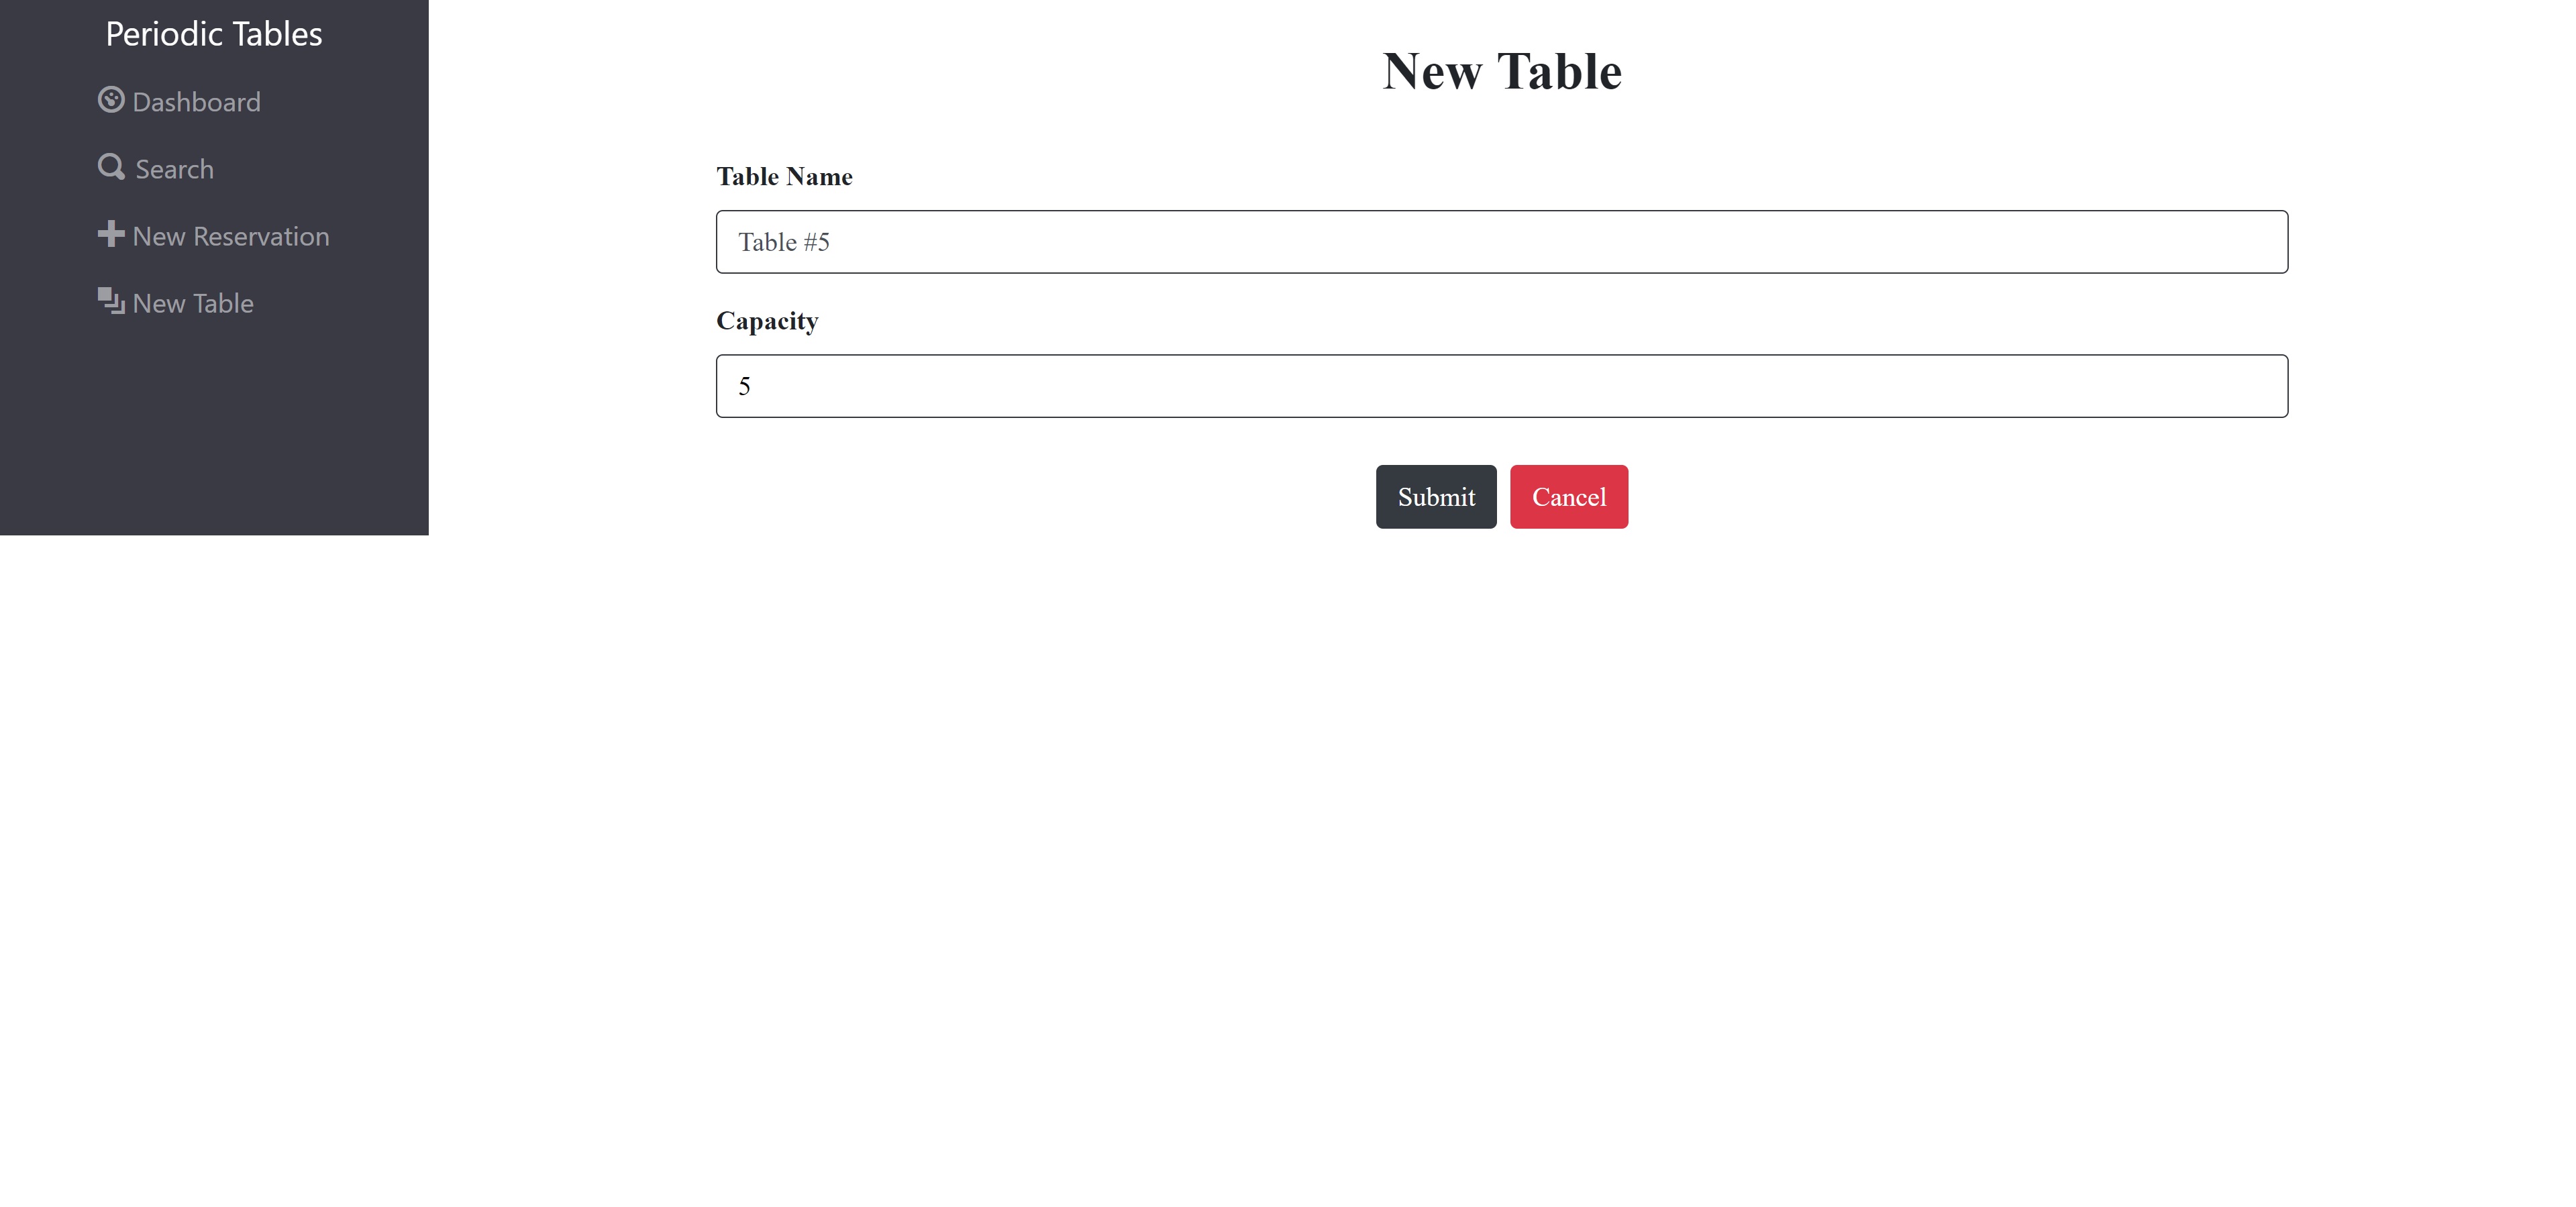 Periodic Tables
Dashboard
Search
New Reservation
New Table
New Table
Table Name
Table #5
Capacity
5
Submit
Cancel